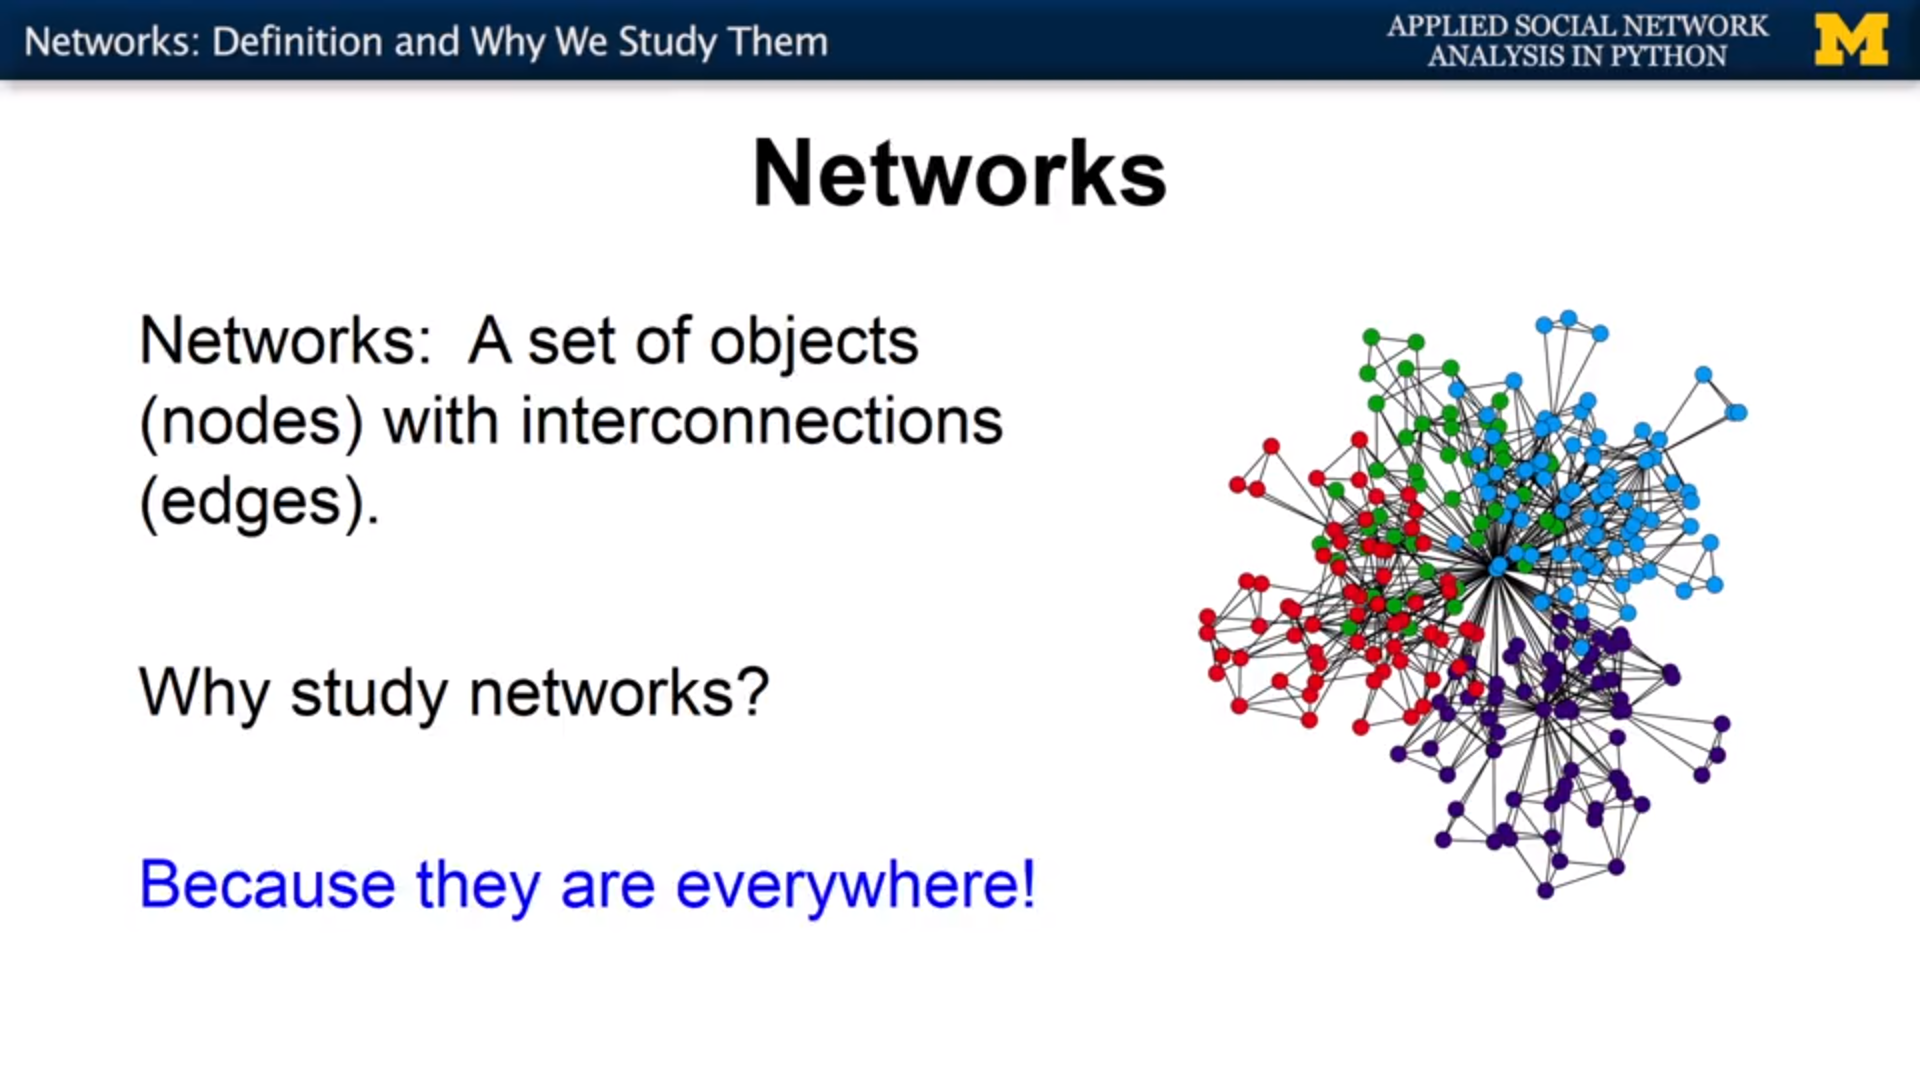 Networks: Definition and Why We Study Them
APPLIED SOCIAL NETWORK
ANALYSIS IN PYTHON
M
Networks
Networks:  A set of objects
(nodes) with interconnections
(edges).
Why study networks?
Because they are everywhere!